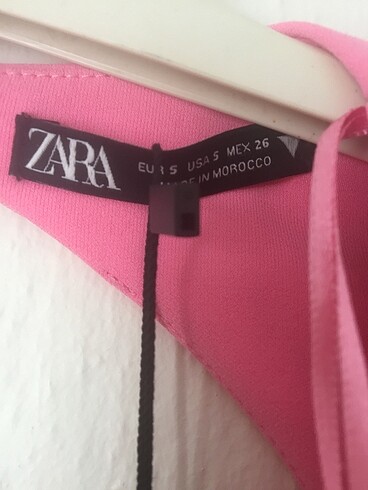 ZARA
EUR S USA S MEX 26
MADE IN MOROCCO